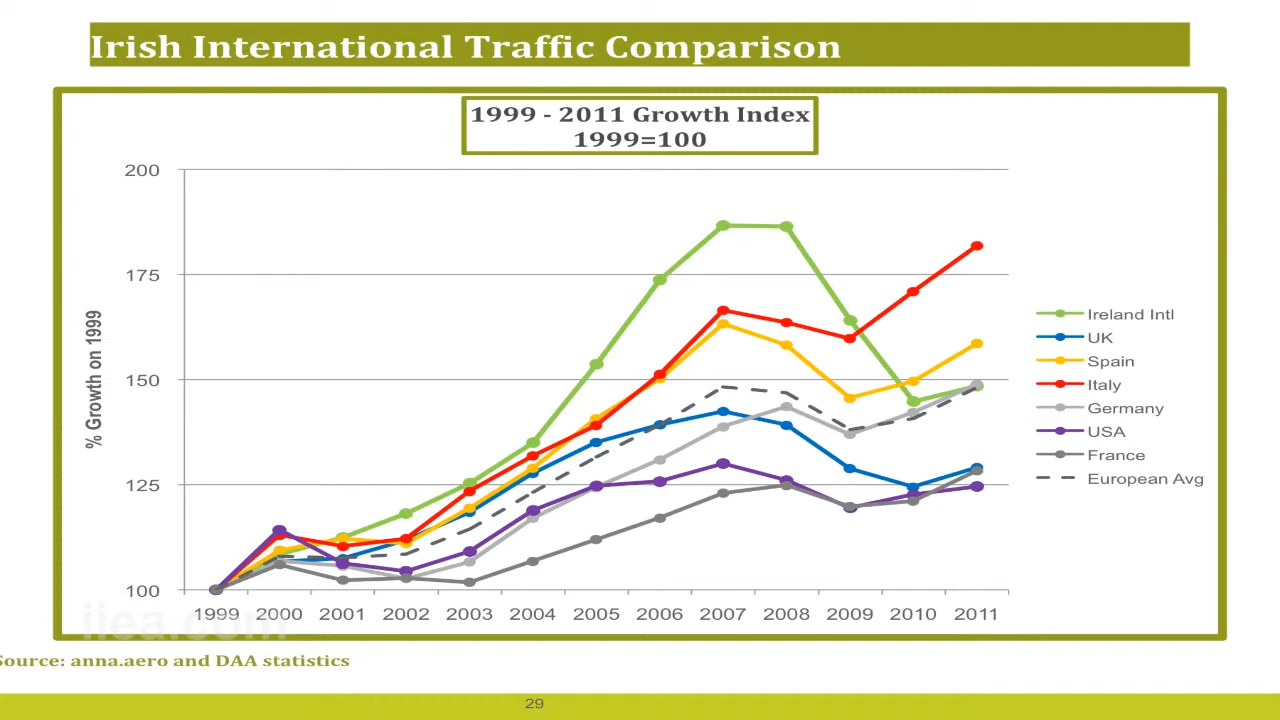 Irish International Traffic Comparison
1999 - 2011 Growth Index
1999=100
200
175
150
125
100
% Growth on 1999
1999 2000 2001 2002 2003 2004 2005 2006 2007 2008 2009 2010 2011
Ireland Intl
UK
Spain
Italy
Germany
USA
France
European Avg
iiea.com
Source: anna.aero and DAA statistics
29